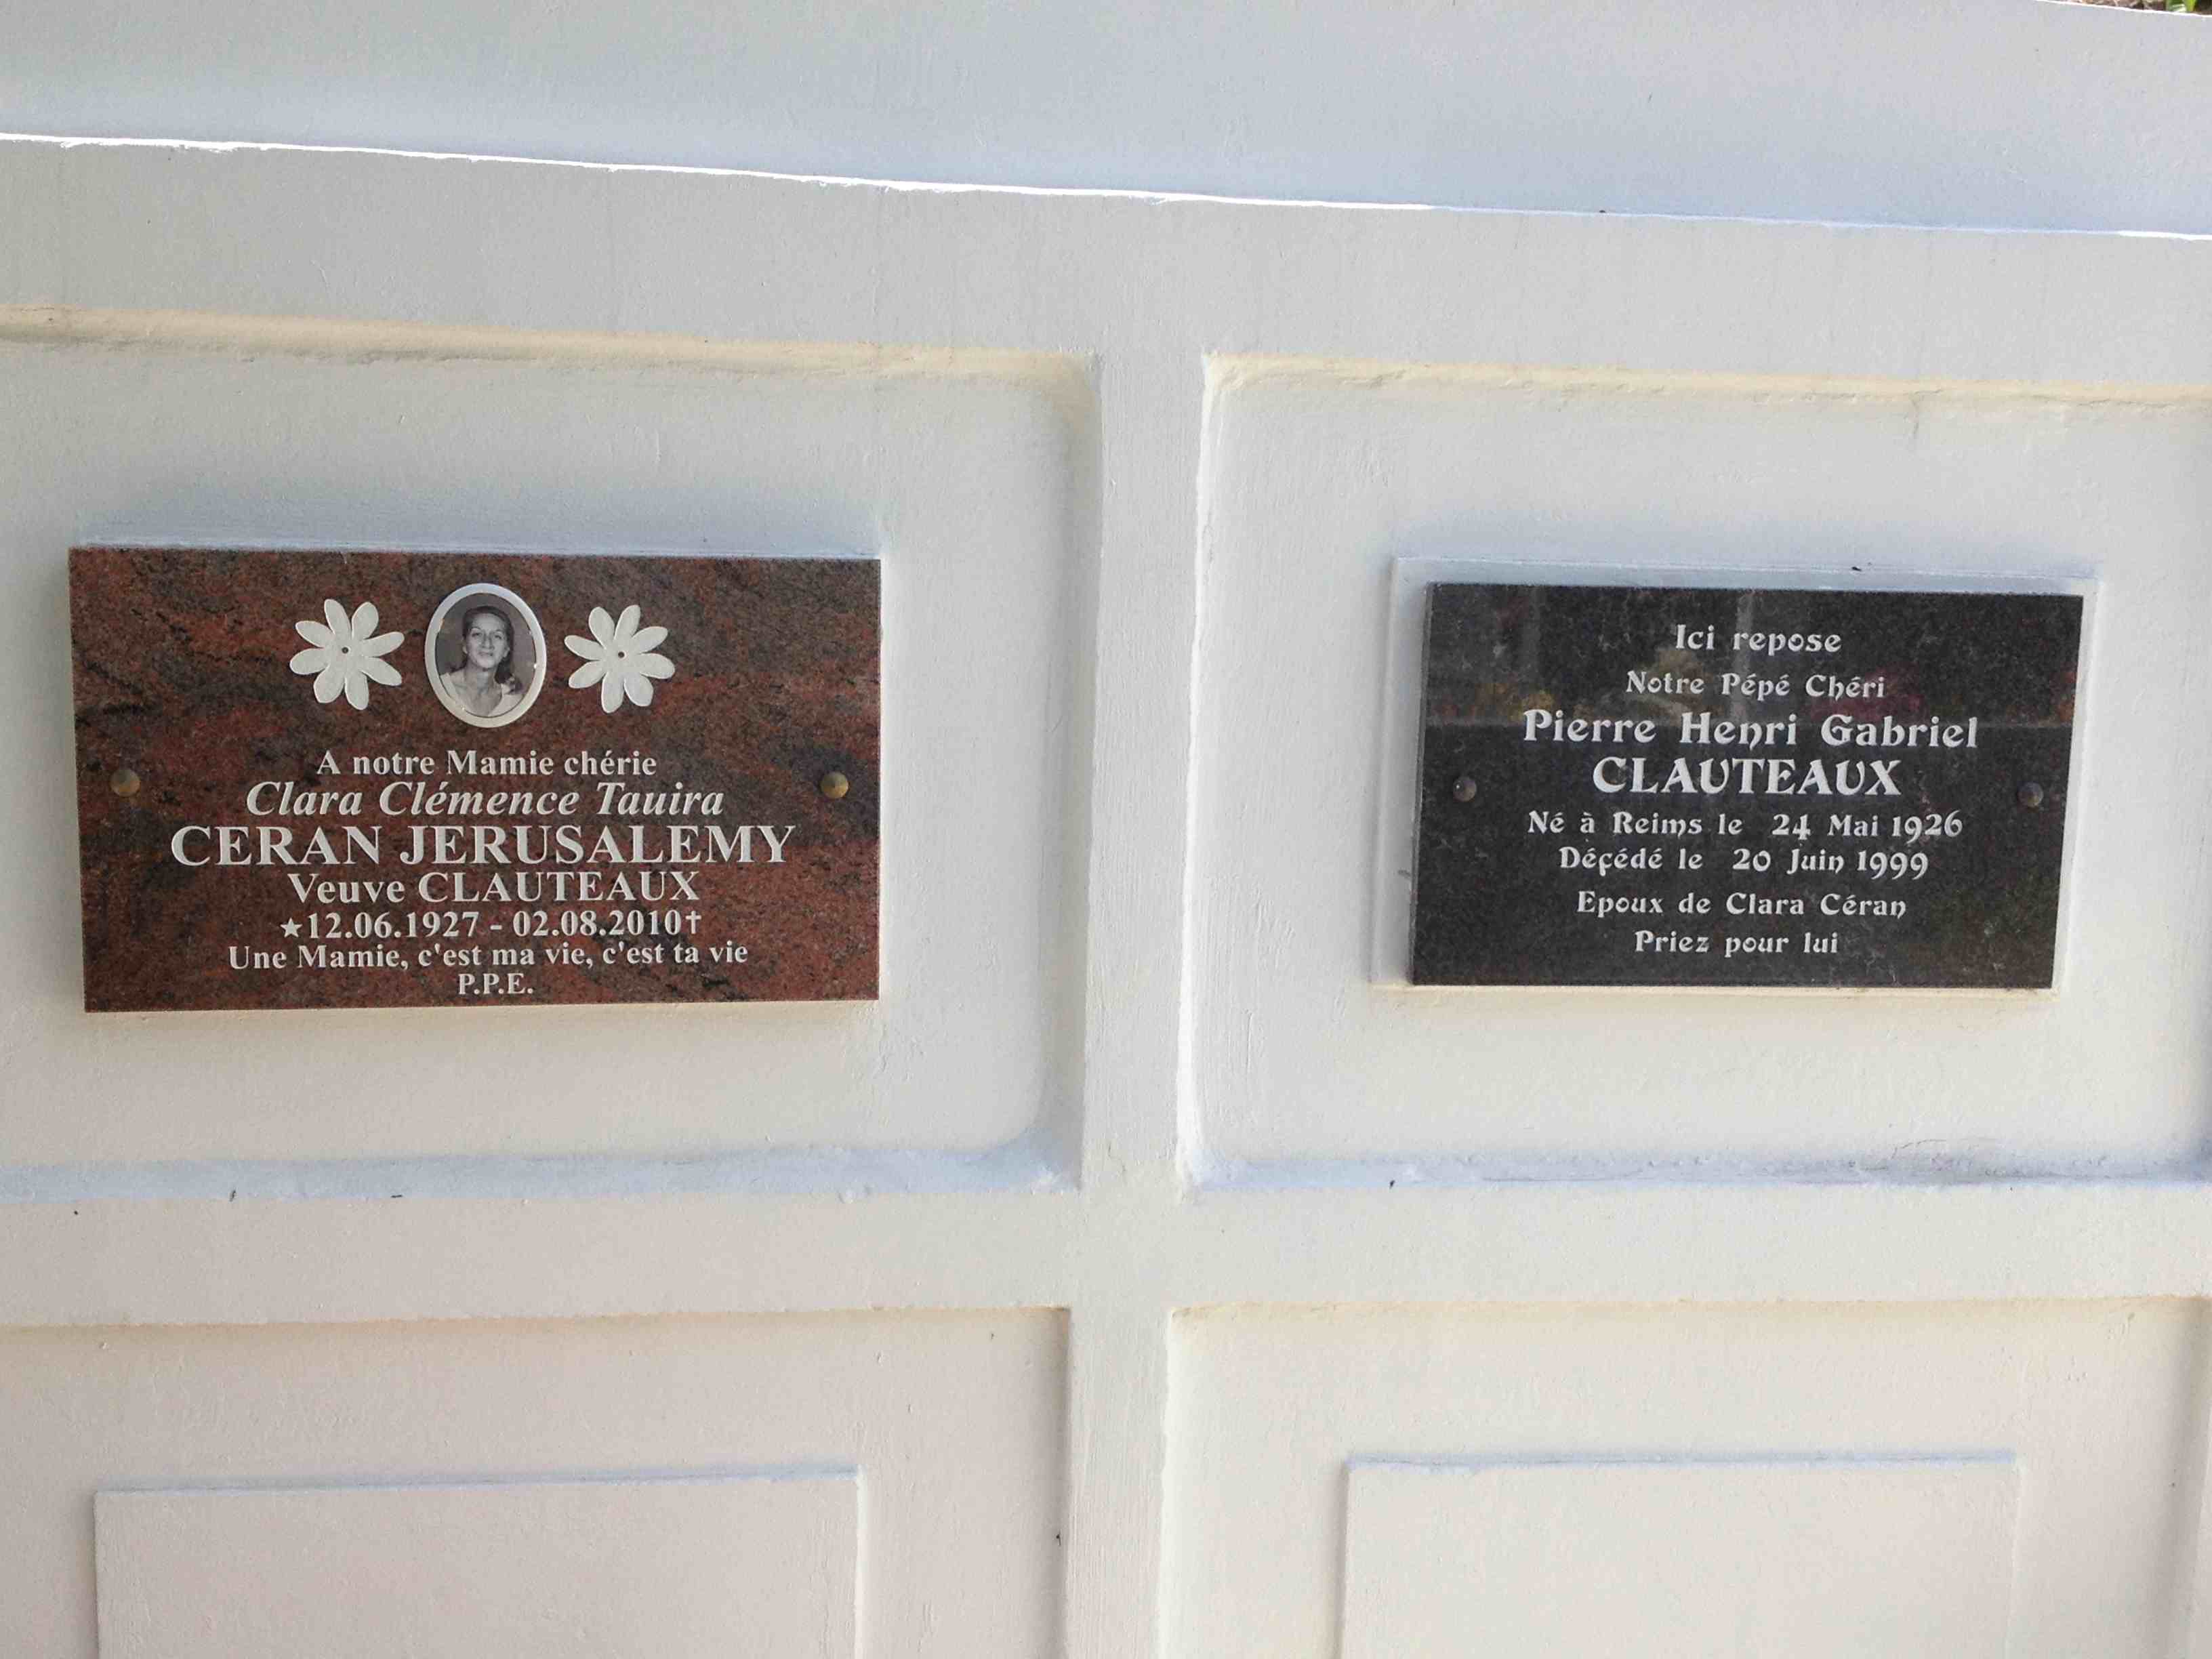 A notre Mamie chérie
Clara Clémence Tauira
CERAN JERUSALEMY
Veuve CLAUTEAUX
★12.06.1927 - 02.08.2010✝
Une Mamie, c'est ma vie, c'est ta vie
P.P.E.
Ici repose
Notre Pépé Chéri
Pierre Henri Gabriel
CLAUTEAUX
Né à Reims le 24 Mai 1926
Déçédé le 20 Juin 1999
Epoux de Clara Céran
Priez pour lui